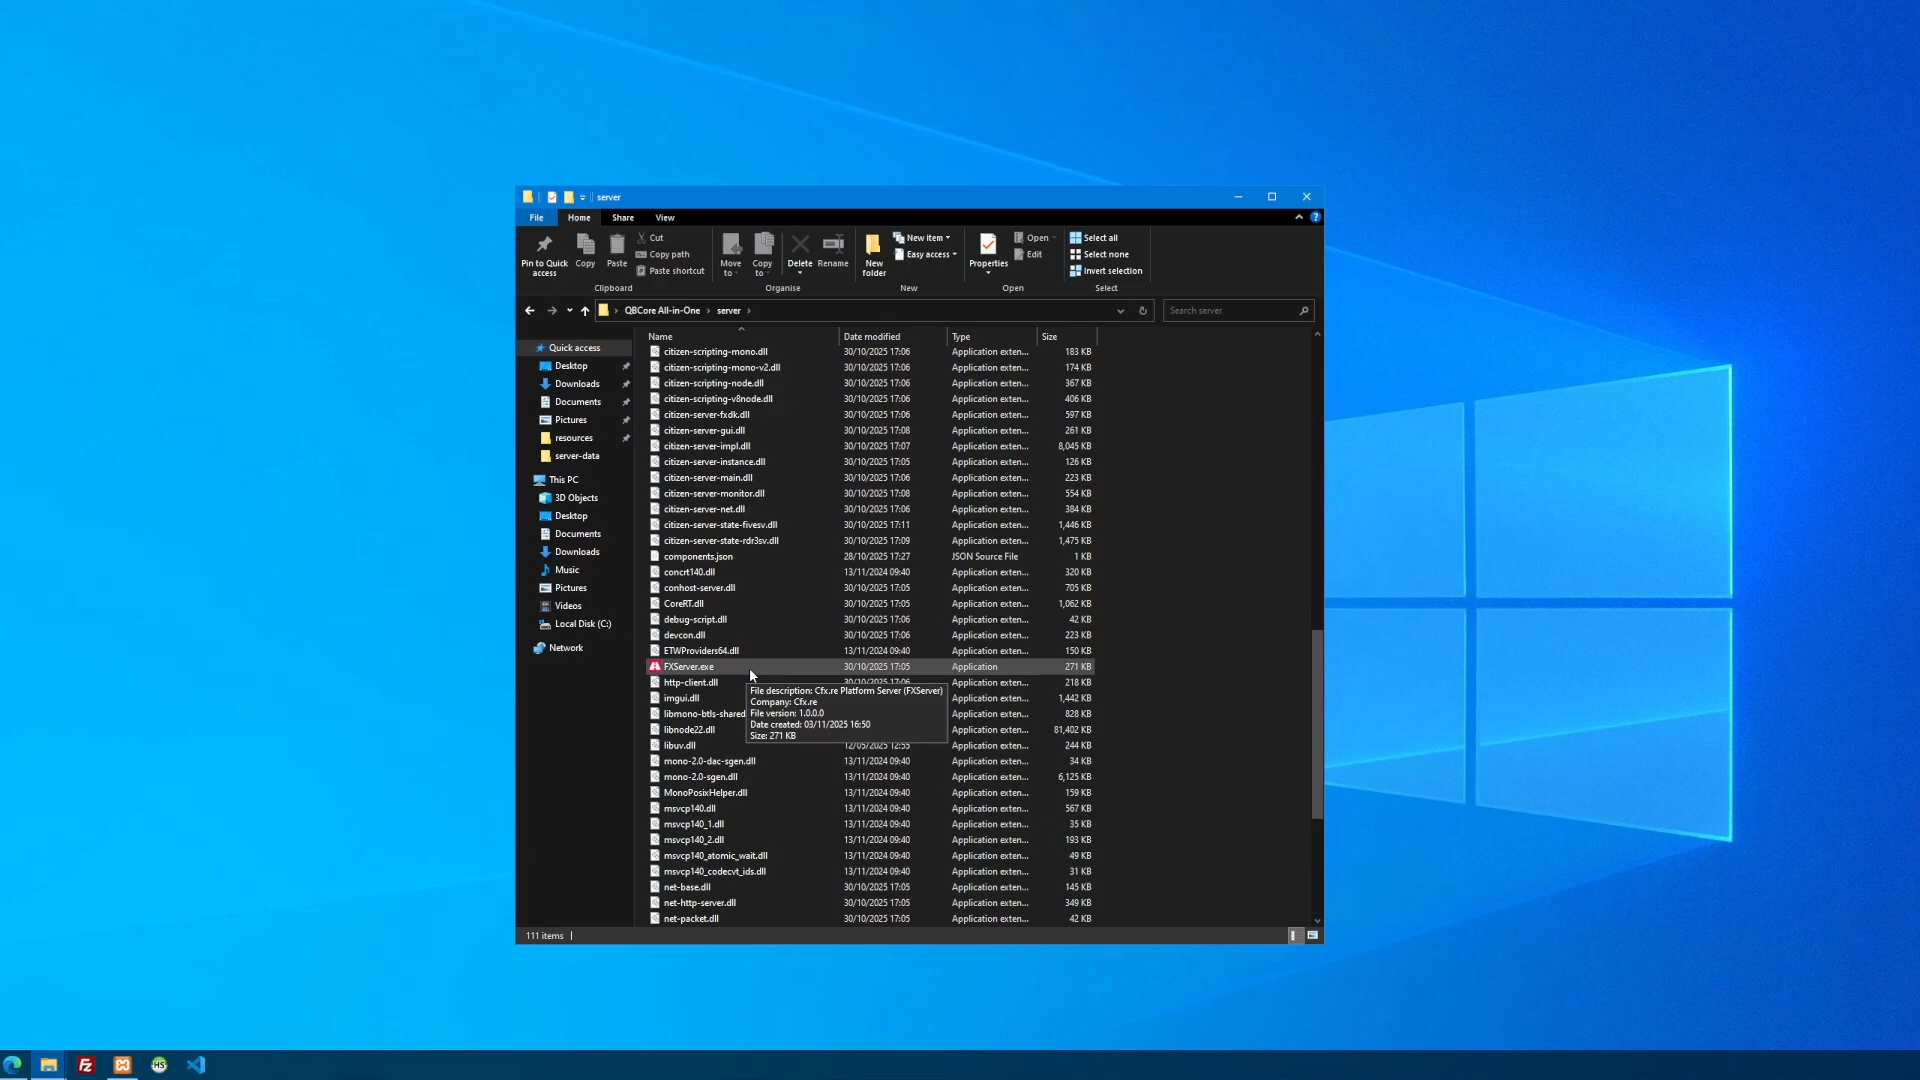 server
File Home Share View
Pin to Quick access
Copy
Paste
Cut
Copy path
Paste shortcut
Clipboard
Move to
Copy to
Delete
Rename
Organise
New folder
New item
Easy access
New
Properties
Open
Edit
Open
Select all
Select none
Invert selection
Select
QBCore All-in-One server
Search server
Quick access
Desktop
Downloads
Documents
Pictures
resources
server-data
This PC
3D Objects
Desktop
Documents
Downloads
Music
Pictures
Videos
Local Disk (C:)
Network
Name Date modified Type Size
citizen-scripting-mono.dll 30/10/2025 17:06 Application exten... 183 KB
citizen-scripting-mono-v2.dll 30/10/2025 17:06 Application exten... 174 KB
citizen-scripting-node.dll 30/10/2025 17:06 Application exten... 367 KB
citizen-scripting-v8node.dll 30/10/2025 17:06 Application exten... 406 KB
citizen-server-fxdk.dll 30/10/2025 17:06 Application exten... 597 KB
citizen-server-gui.dll 30/10/2025 17:08 Application exten... 261 KB
citizen-server-impl.dll 30/10/2025 17:07 Application exten... 8,045 KB
citizen-server-instance.dll 30/10/2025 17:05 Application exten... 126 KB
citizen-server-main.dll 30/10/2025 17:06 Application exten... 223 KB
citizen-server-monitor.dll 30/10/2025 17:08 Application exten... 554 KB
citizen-server-net.dll 30/10/2025 17:06 Application exten... 384 KB
citizen-server-state-fivesv.dll 30/10/2025 17:11 Application exten... 1,446 KB
citizen-server-state-rdr3sv.dll 30/10/2025 17:09 Application exten... 1,475 KB
components.json 28/10/2025 17:27 JSON Source File 1 KB
concrt140.dll 13/11/2024 09:40 Application exten... 320 KB
conhost-server.dll 30/10/2025 17:05 Application exten... 705 KB
CoreRT.dll 30/10/2025 17:05 Application exten... 1,062 KB
debug-script.dll 30/10/2025 17:06 Application exten... 42 KB
devcon.dll 30/10/2025 17:06 Application exten... 223 KB
ETWProviders64.dll 13/11/2024 09:40 Application exten... 150 KB
FXServer.exe 30/10/2025 17:05 Application 271 KB
http-client.dll 30/10/2025 17:06 Application exten... 218 KB
imgui.dll Application exten... 1,442 KB
libmono-btls-shared Application exten... 828 KB
libnode22.dll Application exten... 81,402 KB
libuv.dll 12/05/2025 12:55 Application exten... 244 KB
mono-2.0-dac-sgen.dll 13/11/2024 09:40 Application exten... 34 KB
mono-2.0-sgen.dll 13/11/2024 09:40 Application exten... 6,125 KB
MonoPosixHelper.dll 13/11/2024 09:40 Application exten... 159 KB
msvcp140.dll 13/11/2024 09:40 Application exten... 567 KB
msvcp140_1.dll 13/11/2024 09:40 Application exten... 35 KB
msvcp140_2.dll 13/11/2024 09:40 Application exten... 193 KB
msvcp140_atomic_wait.dll 13/11/2024 09:40 Application exten... 49 KB
msvcp140_codecvt_ids.dll 13/11/2024 09:40 Application exten... 31 KB
net-base.dll 30/10/2025 17:05 Application exten... 145 KB
net-http-server.dll 30/10/2025 17:05 Application exten... 349 KB
net-packet.dll 30/10/2025 17:05 Application exten... 42 KB
File description: Cfx.re Platform Server (FXServer)
Company: Cfx.re
File version: 1.0.0.0
Date created: 03/11/2025 16:50
Size: 271 KB
111 items
Fz
HS